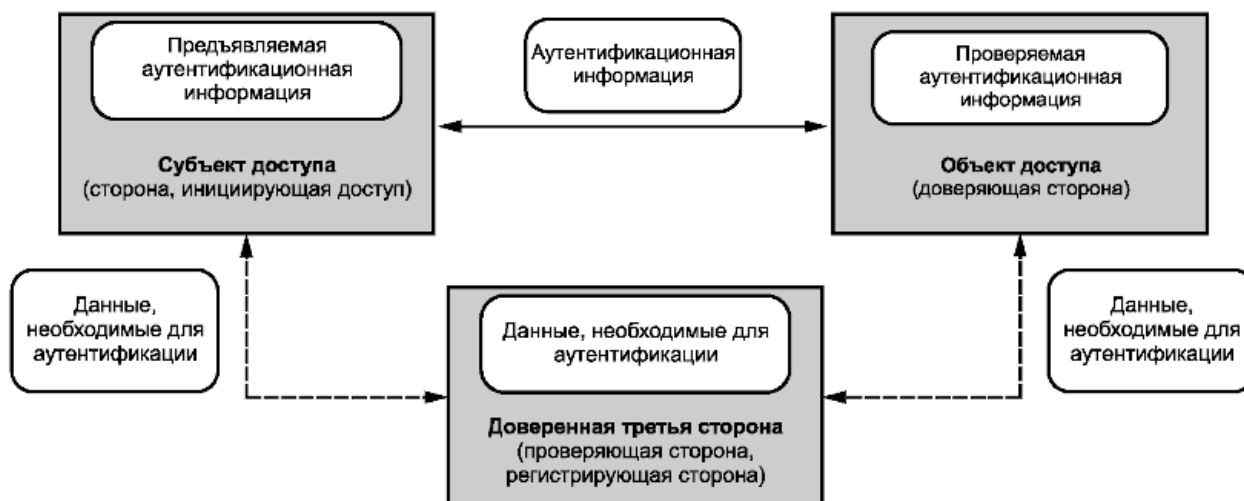 Предъявляемая
аутентификационная
информация
Субъект доступа
(сторона, инициирующая доступ)
Аутентификационная
информация
Проверяемая
аутентификационная
информация
Объект доступа
(доверяющая сторона)
Данные,
необходимые для
аутентификации
Данные, необходимые для
аутентификации
Доверенная третья сторона
(проверяющая сторона,
регистрирующая сторона)
Данные,
необходимые для
аутентификации